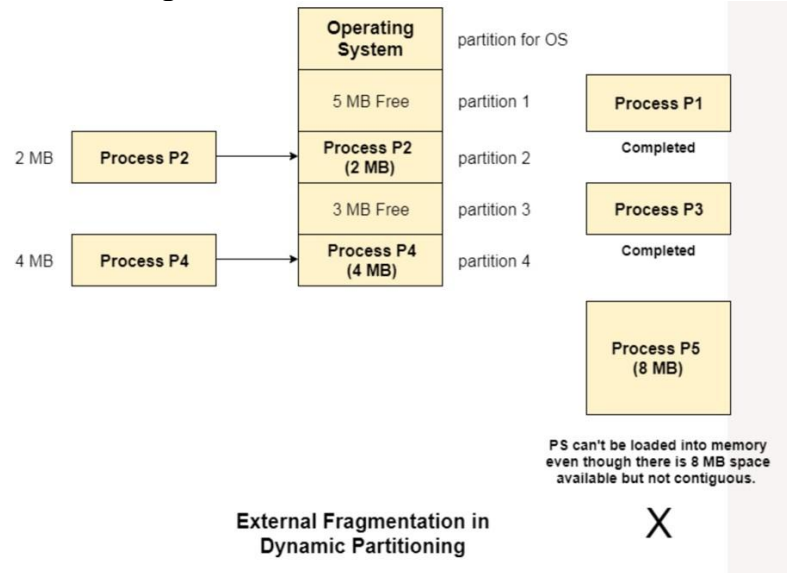 Operating
System
partition for OS
5 MB Free
partition 1
Process P1
Completed
2 MB
Process P2
Process P2
(2 MB)
partition 2
3 MB Free
partition 3
Process P3
Completed
4 MB
Process P4
Process P4
(4 MB)
partition 4
Process P5
(8 MB)
PS can't be loaded into memory
even though there is 8 MB space
available but not contiguous.
X
External Fragmentation in
Dynamic Partitioning